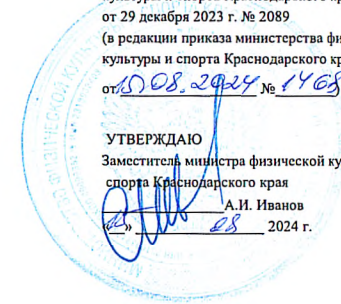 от 29 декабря 2023 г. № 2089
(в редакции приказа министерства фи
культуры и спорта Краснодарского кр
от 15.08.2024 № 1468
УТВЕРЖДАЮ
Заместитель министра физической ку
спорта Краснодарского края
А.И. Иванов
« » 08 2024 г.